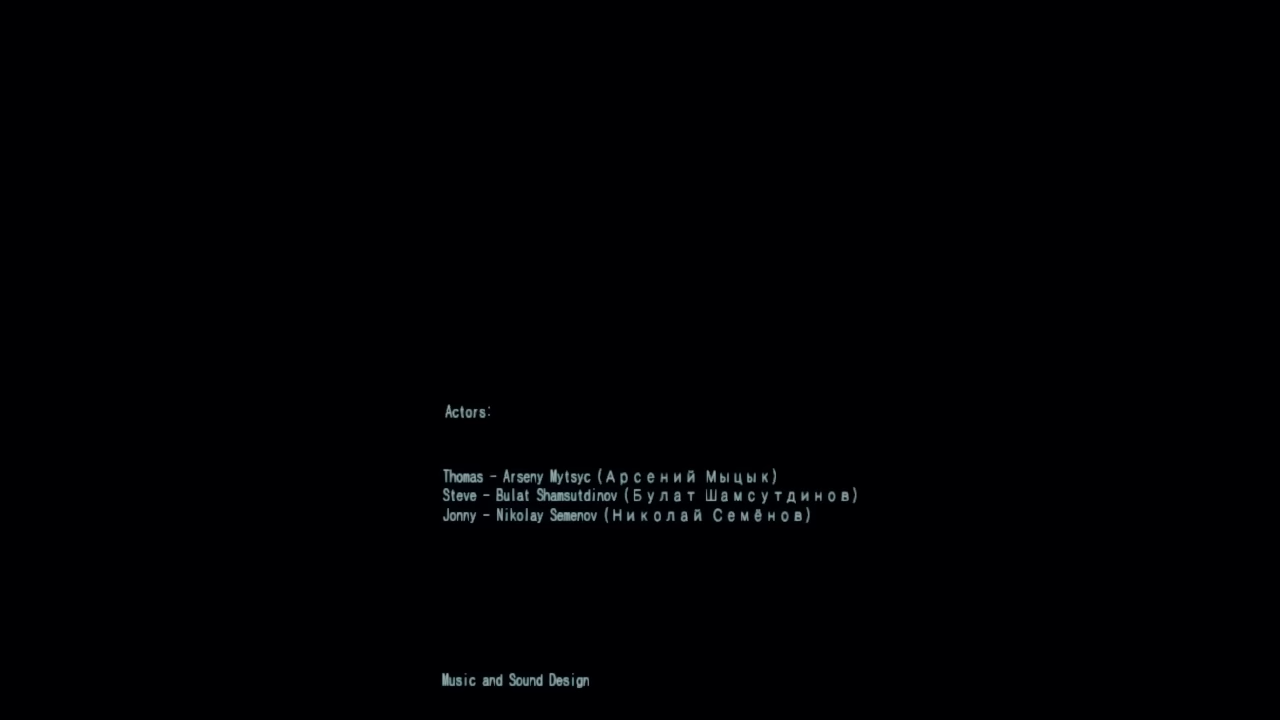 Actors:
Thomas - Arseny Mytsyc (Арсений Мыцык)
Steve - Bulat Shamsutdinov (Булат Шамсутдинов)
Jonny - Nikolay Semenov (Николай Семёнов)
Music and Sound Design